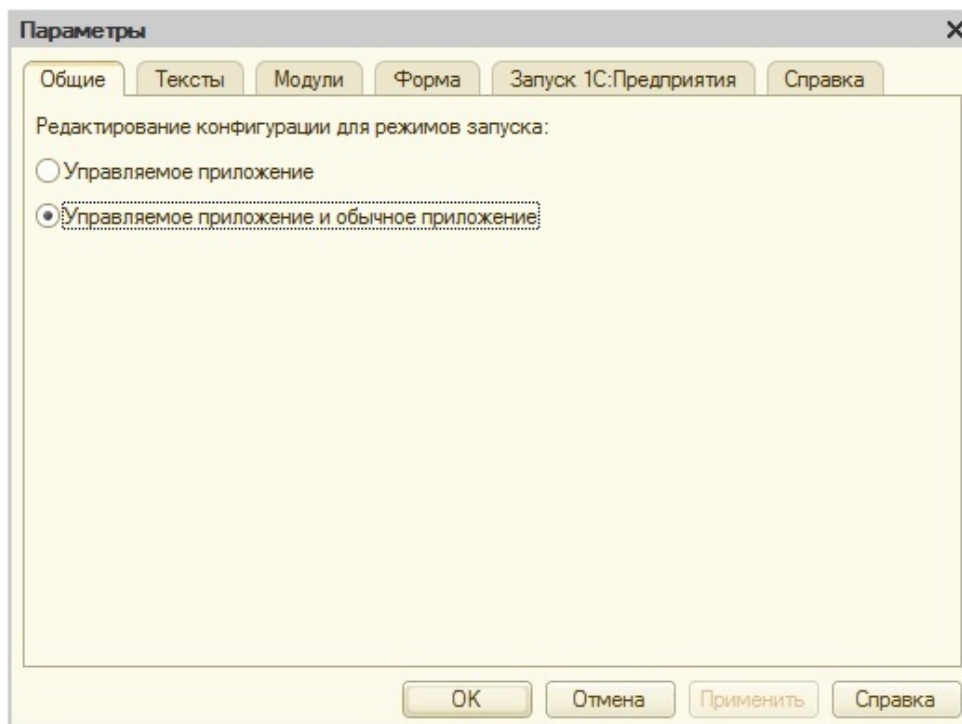 Параметры
Общие Тексты Модули Форма Запуск 1С:Предприятия Справка
Редактирование конфигурации для режимов запуска:
Управляемое приложение
Управляемое приложение и обычное приложение
OK Отмена Применить Справка